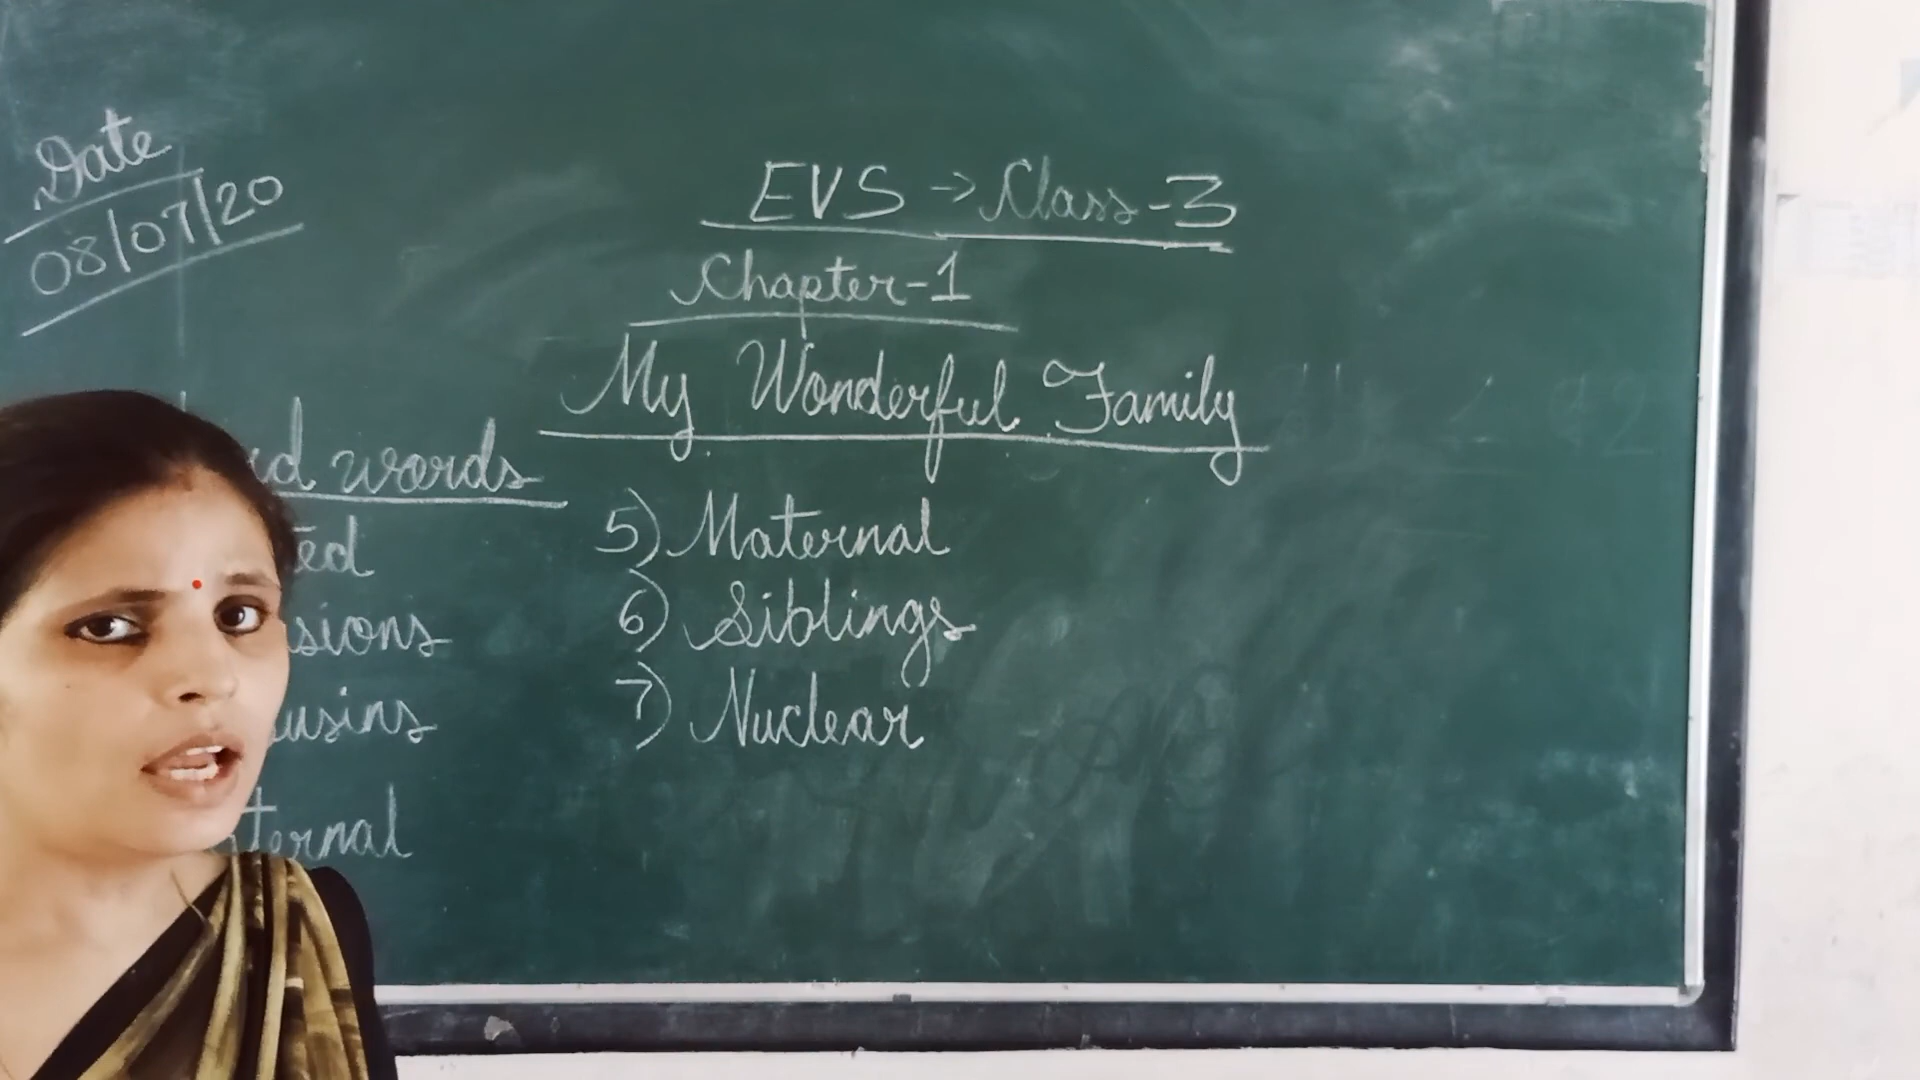 Date
08/07/20
EVS → Class-3
Chapter-1
My Wonderful Family
words
5) Maternal
6) Siblings
7) Nuclear